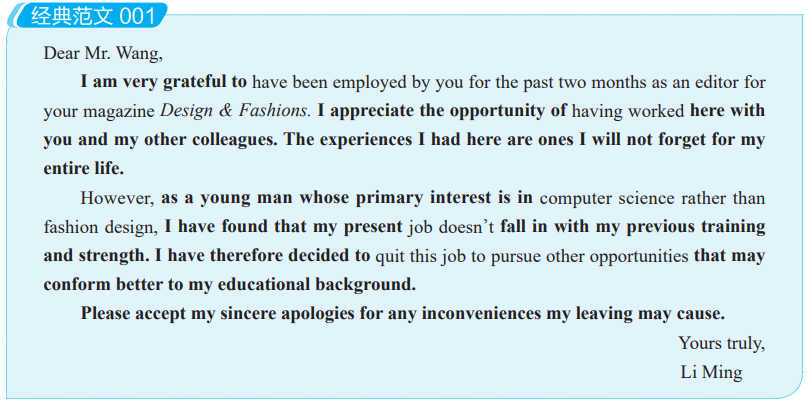 经典范文 001
Dear Mr. Wang,
I am very grateful to have been employed by you for the past two months as an editor for
your magazine Design & Fashions. I appreciate the opportunity of having worked here with
you and my other colleagues. The experiences I had here are ones I will not forget for my
entire life.
However, as a young man whose primary interest is in computer science rather than
fashion design, I have found that my present job doesn’t fall in with my previous training
and strength. I have therefore decided to quit this job to pursue other opportunities that may
conform better to my educational background.
Please accept my sincere apologies for any inconveniences my leaving may cause.
Yours truly,
Li Ming